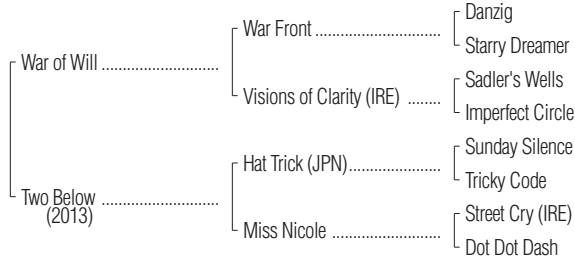 Danzig
War Front ........................
Starry Dreamer
War of Will .............................
Sadler's Wells
Visions of Clarity (IRE) ........
Imperfect Circle
Sunday Silence
Hat Trick (JPN)......................
Tricky Code
Two Below .............................
(2013)
Street Cry (IRE)
Miss Nicole ....................
Dot Dot Dash